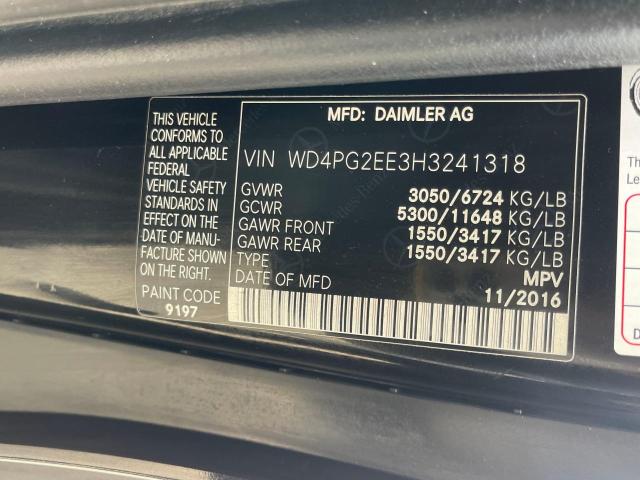 MFD: DAIMLER AG
THIS VEHICLE
CONFORMS TO
ALL APPLICABLE
FEDERAL
VEHICLE SAFETY
STANDARDS IN
EFFECT ON THE
DATE OF MANU-
FACTURE SHOWN
ON THE RIGHT.
PAINT CODE
9197
VIN WD4PG2EE3H3241318
GVWR 3050/6724 KG/LB
GCWR 5300/11648 KG/LB
GAWR FRONT 1550/3417 KG/LB
GAWR REAR 1550/3417 KG/LB
TYPE MPV
DATE OF MFD 11/2016